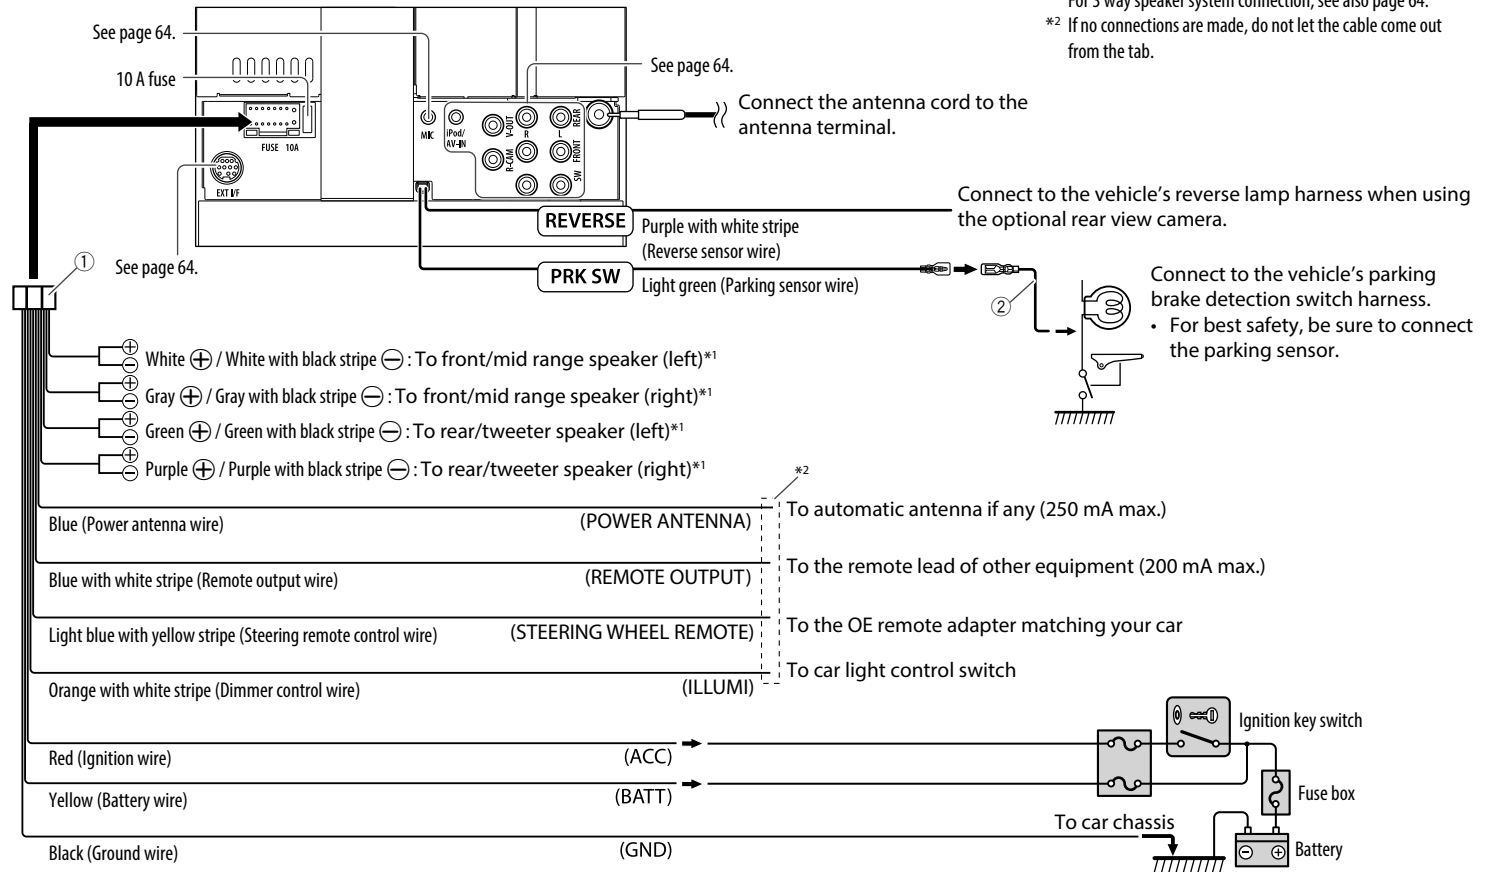 For 3 way speaker system connection, see also page 64.
*2 If no connections are made, do not let the cable come out
from the tab.
See page 64.
10 A fuse
See page 64.
Connect the antenna cord to the
antenna terminal.
FUSE 10A
EXT I/F
MIC
iPod/
AV-IN
V-OUT
R-CAM
R
L
REAR
FRONT
SW
Connect to the vehicle's reverse lamp harness when using
the optional rear view camera.
REVERSE
Purple with white stripe
(Reverse sensor wire)
See page 64.
1
PRK SW
Light green (Parking sensor wire)
2
Connect to the vehicle's parking
brake detection switch harness.
• For best safety, be sure to connect
the parking sensor.
⊕ ⊖ White ⊕ / White with black stripe ⊖ : To front/mid range speaker (left)*1
⊕ ⊖ Gray ⊕ / Gray with black stripe ⊖ : To front/mid range speaker (right)*1
⊕ ⊖ Green ⊕ / Green with black stripe ⊖ : To rear/tweeter speaker (left)*1
⊕ ⊖ Purple ⊕ / Purple with black stripe ⊖ : To rear/tweeter speaker (right)*1
*2
Blue (Power antenna wire) (POWER ANTENNA) To automatic antenna if any (250 mA max.)
Blue with white stripe (Remote output wire) (REMOTE OUTPUT) To the remote lead of other equipment (200 mA max.)
Light blue with yellow stripe (Steering remote control wire) (STEERING WHEEL REMOTE) To the OE remote adapter matching your car
Orange with white stripe (Dimmer control wire) (ILLUMI) To car light control switch
Ignition key switch
Red (Ignition wire) (ACC)
Yellow (Battery wire) (BATT)
Fuse box
To car chassis
Black (Ground wire) (GND)
⊖ ⊕ Battery